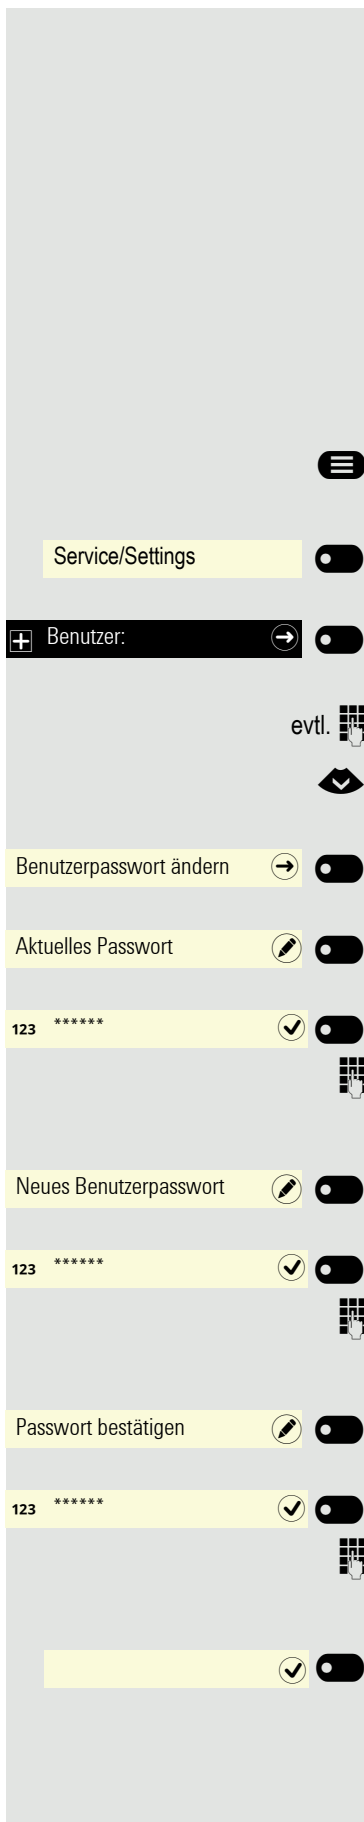 Service/Settings
Benutzer:
evtl.
Benutzerpasswort ändern
Aktuelles Passwort
123 ******
Neues Benutzerpasswort
123 ******
Passwort bestätigen
123 ******